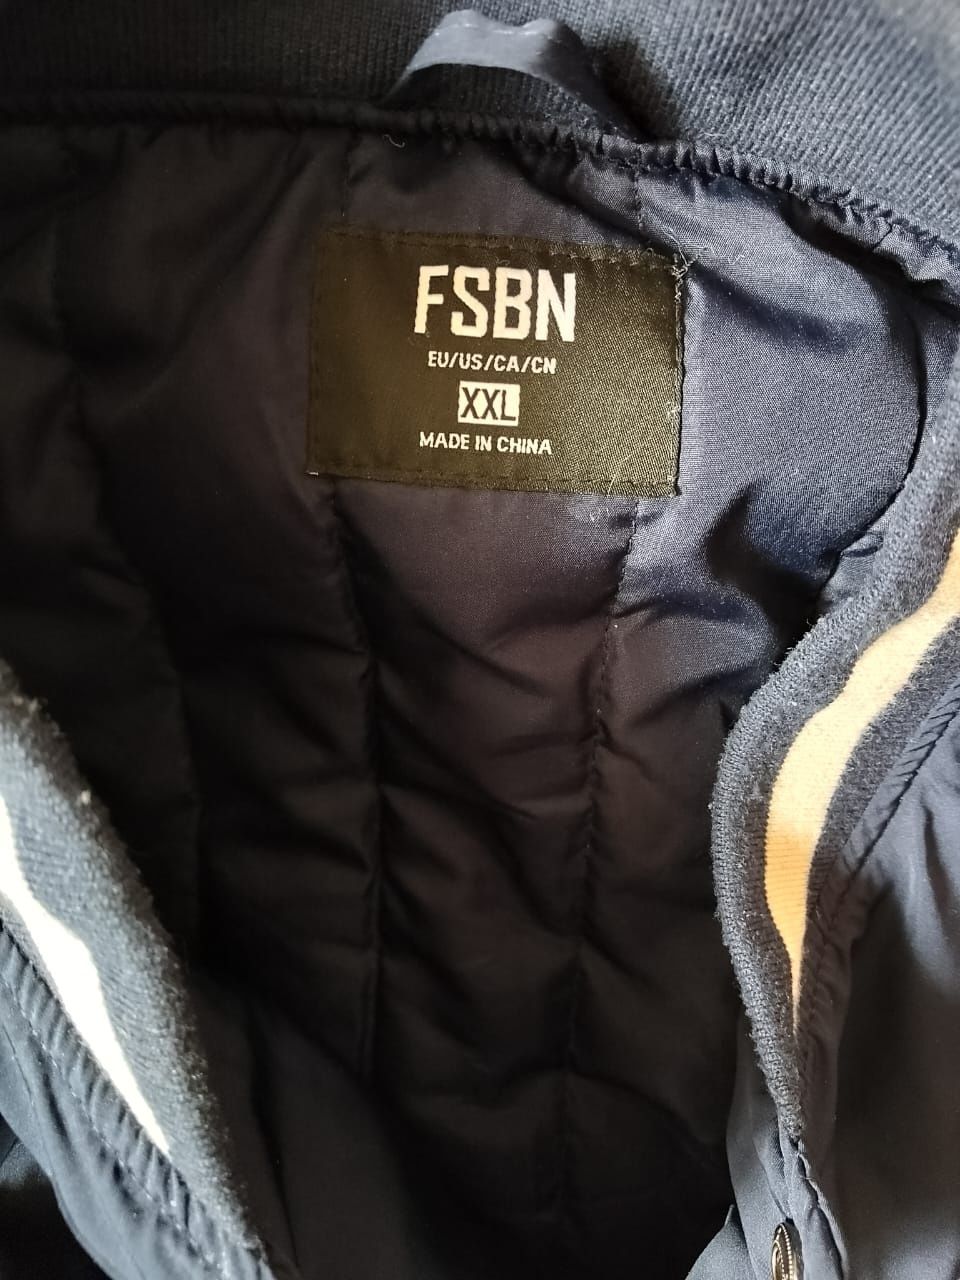 FSBN
EU/US/CA/CN
XXL
MADE IN CHINA